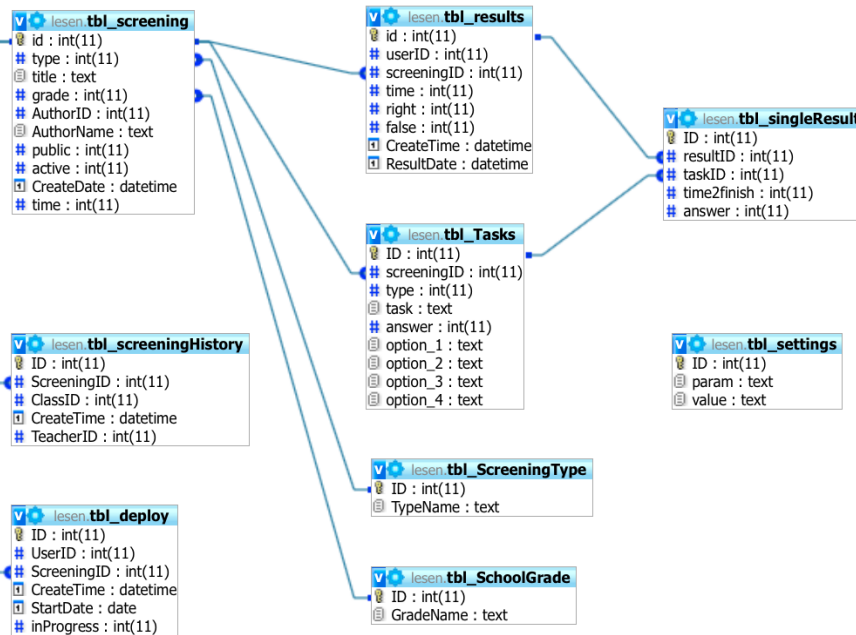 lesen.tbl_screening
id : int(11)
type : int(11)
title : text
grade : int(11)
AuthorID : int(11)
AuthorName : text
public : int(11)
active : int(11)
CreateDate : datetime
time : int(11)
lesen.tbl_results
id : int(11)
userID : int(11)
screeningID : int(11)
time : int(11)
right : int(11)
false : int(11)
CreateTime : datetime
ResultDate : datetime
lesen.tbl_singleResult
ID : int(11)
resultID : int(11)
taskID : int(11)
time2finish : int(11)
answer : int(11)
lesen.tbl_Tasks
ID : int(11)
screeningID : int(11)
type : int(11)
task : text
answer : int(11)
option_1 : text
option_2 : text
option_3 : text
option_4 : text
lesen.tbl_screeningHistory
ID : int(11)
ScreeningID : int(11)
ClassID : int(11)
CreateTime : datetime
TeacherID : int(11)
lesen.tbl_settings
ID : int(11)
param : text
value : text
lesen.tbl_ScreeningType
ID : int(11)
TypeName : text
lesen.tbl_deploy
ID : int(11)
UserID : int(11)
ScreeningID : int(11)
CreateTime : datetime
StartDate : date
inProgress : int(11)
lesen.tbl_SchoolGrade
ID : int(11)
GradeName : text